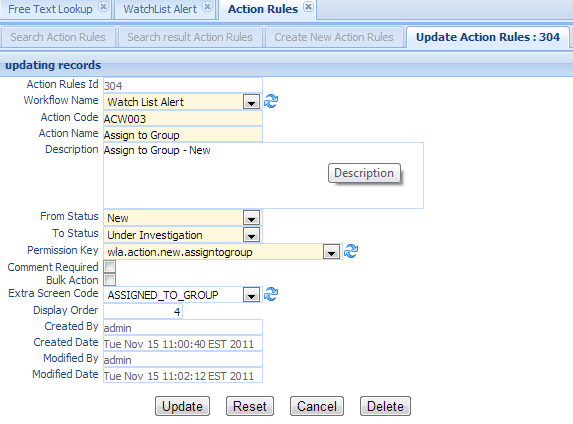 Free Text Lookup WatchList Alert Action Rules
Search Action Rules Search result Action Rules Create New Action Rules Update Action Rules : 304
updating records
Action Rules Id 304
Workflow Name Watch List Alert
Action Code ACW003
Action Name Assign to Group
Description Assign to Group - New
Description
From Status New
To Status Under Investigation
Permission Key wla.action.new.assigntogroup
Comment Required
Bulk Action
Extra Screen Code ASSIGNED_TO_GROUP
Display Order 4
Created By admin
Created Date Tue Nov 15 11:00:40 EST 2011
Modified By admin
Modified Date Tue Nov 15 11:02:12 EST 2011
Update Reset Cancel Delete